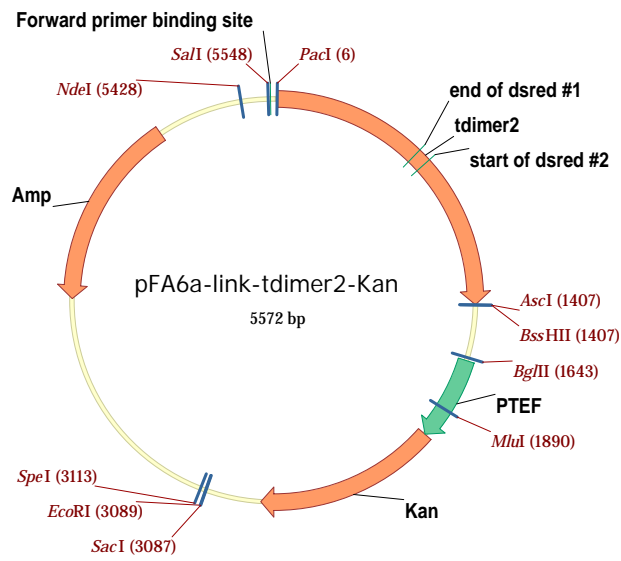 Forward primer binding site
SalI (5548)
PacI (6)
NdeI (5428)
end of dsred #1
tdimer2
start of dsred #2
Amp
pFA6a-link-tdimer2-Kan
5572 bp
AscI (1407)
BssHII (1407)
BglII (1643)
PTEF
MluI (1890)
SpeI (3113)
EcoRI (3089)
SacI (3087)
Kan